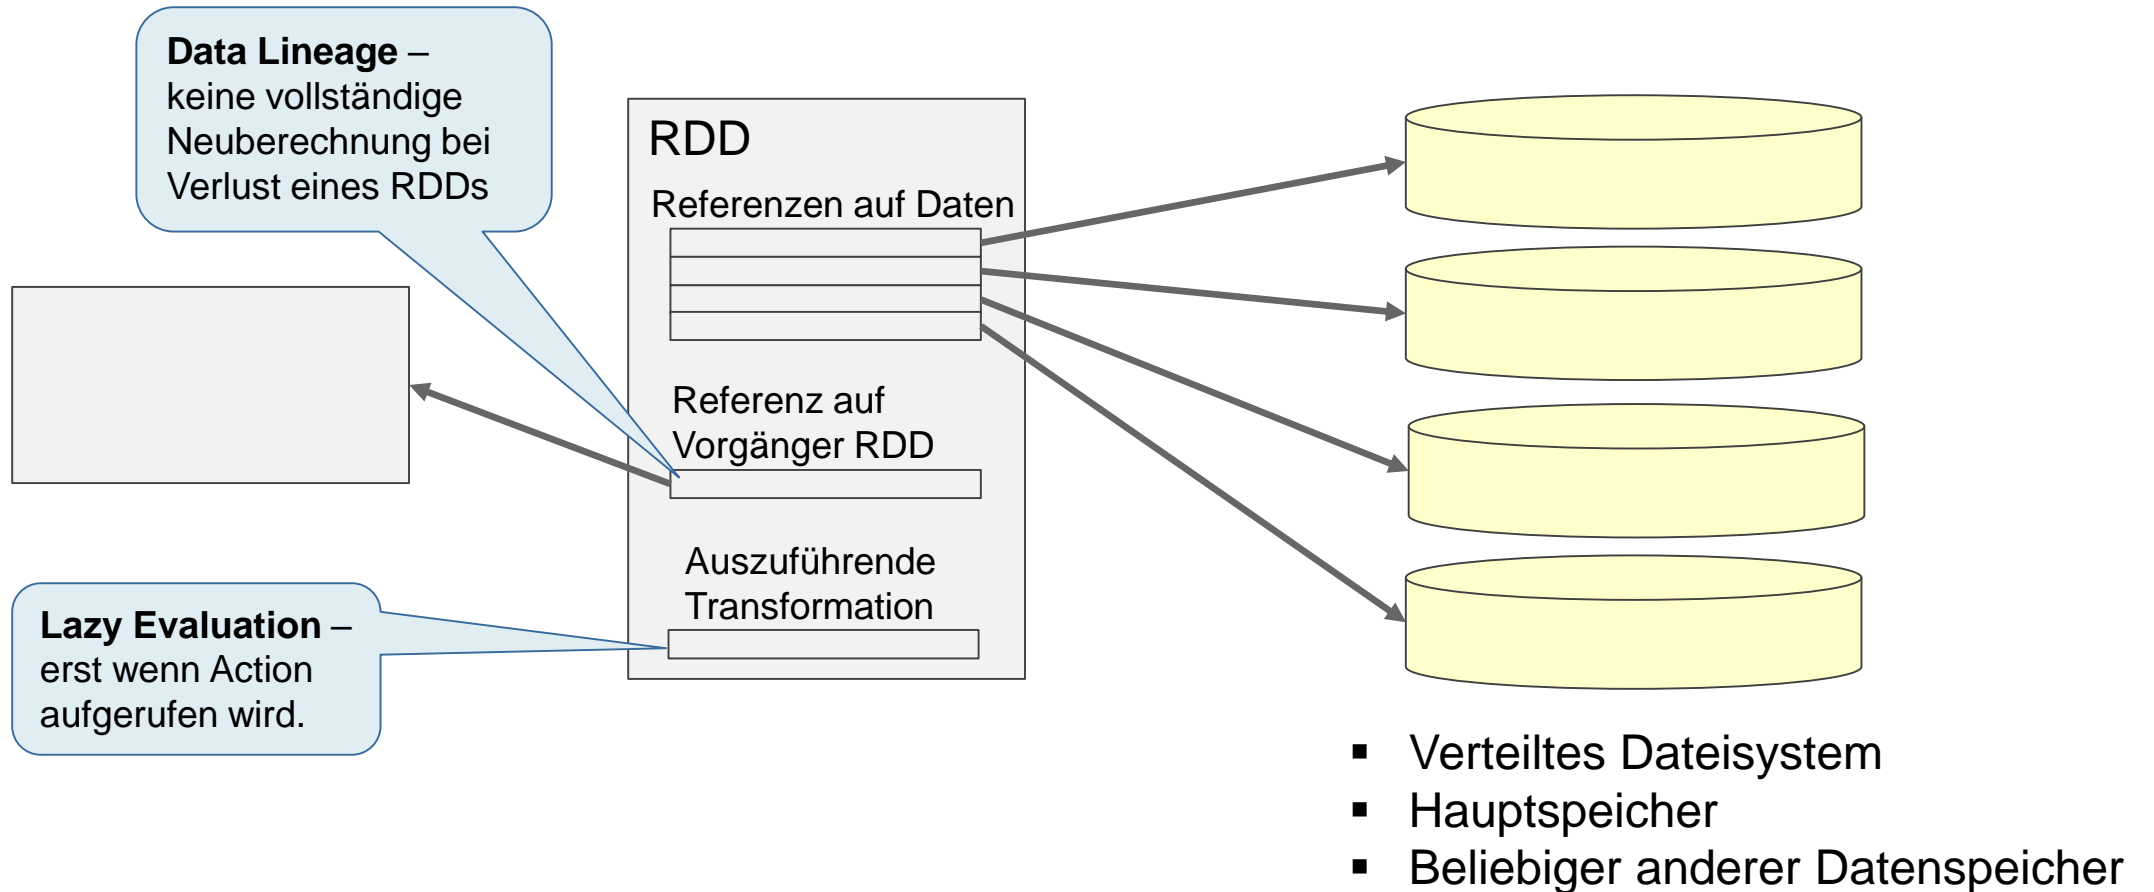 Data Lineage –
keine vollständige
Neuberechnung bei
Verlust eines RDDs
RDD
Referenzen auf Daten
Referenz auf
Vorgänger RDD
Auszuführende
Transformation
Lazy Evaluation –
erst wenn Action
aufgerufen wird.
▪ Verteiltes Dateisystem
▪ Hauptspeicher
▪ Beliebiger anderer Datenspeicher